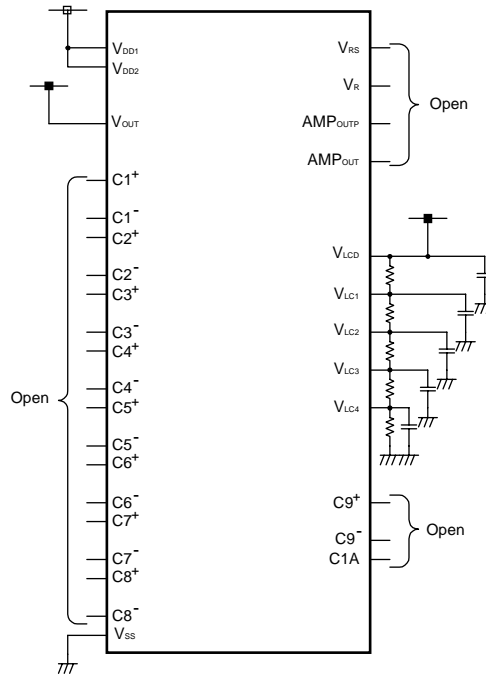 VDD1
VDD2
VOUT
C1+
C1-
C2+
C2-
C3+
C3-
C4+
C4-
C5+
C5-
C6+
C6-
C7+
C7-
C8+
C8-
VSS
Open
VRS
VR
AMPOUTP
AMPOUT
Open
VLCD
VLC1
VLC2
VLC3
VLC4
C9+
C9-
C1A
Open